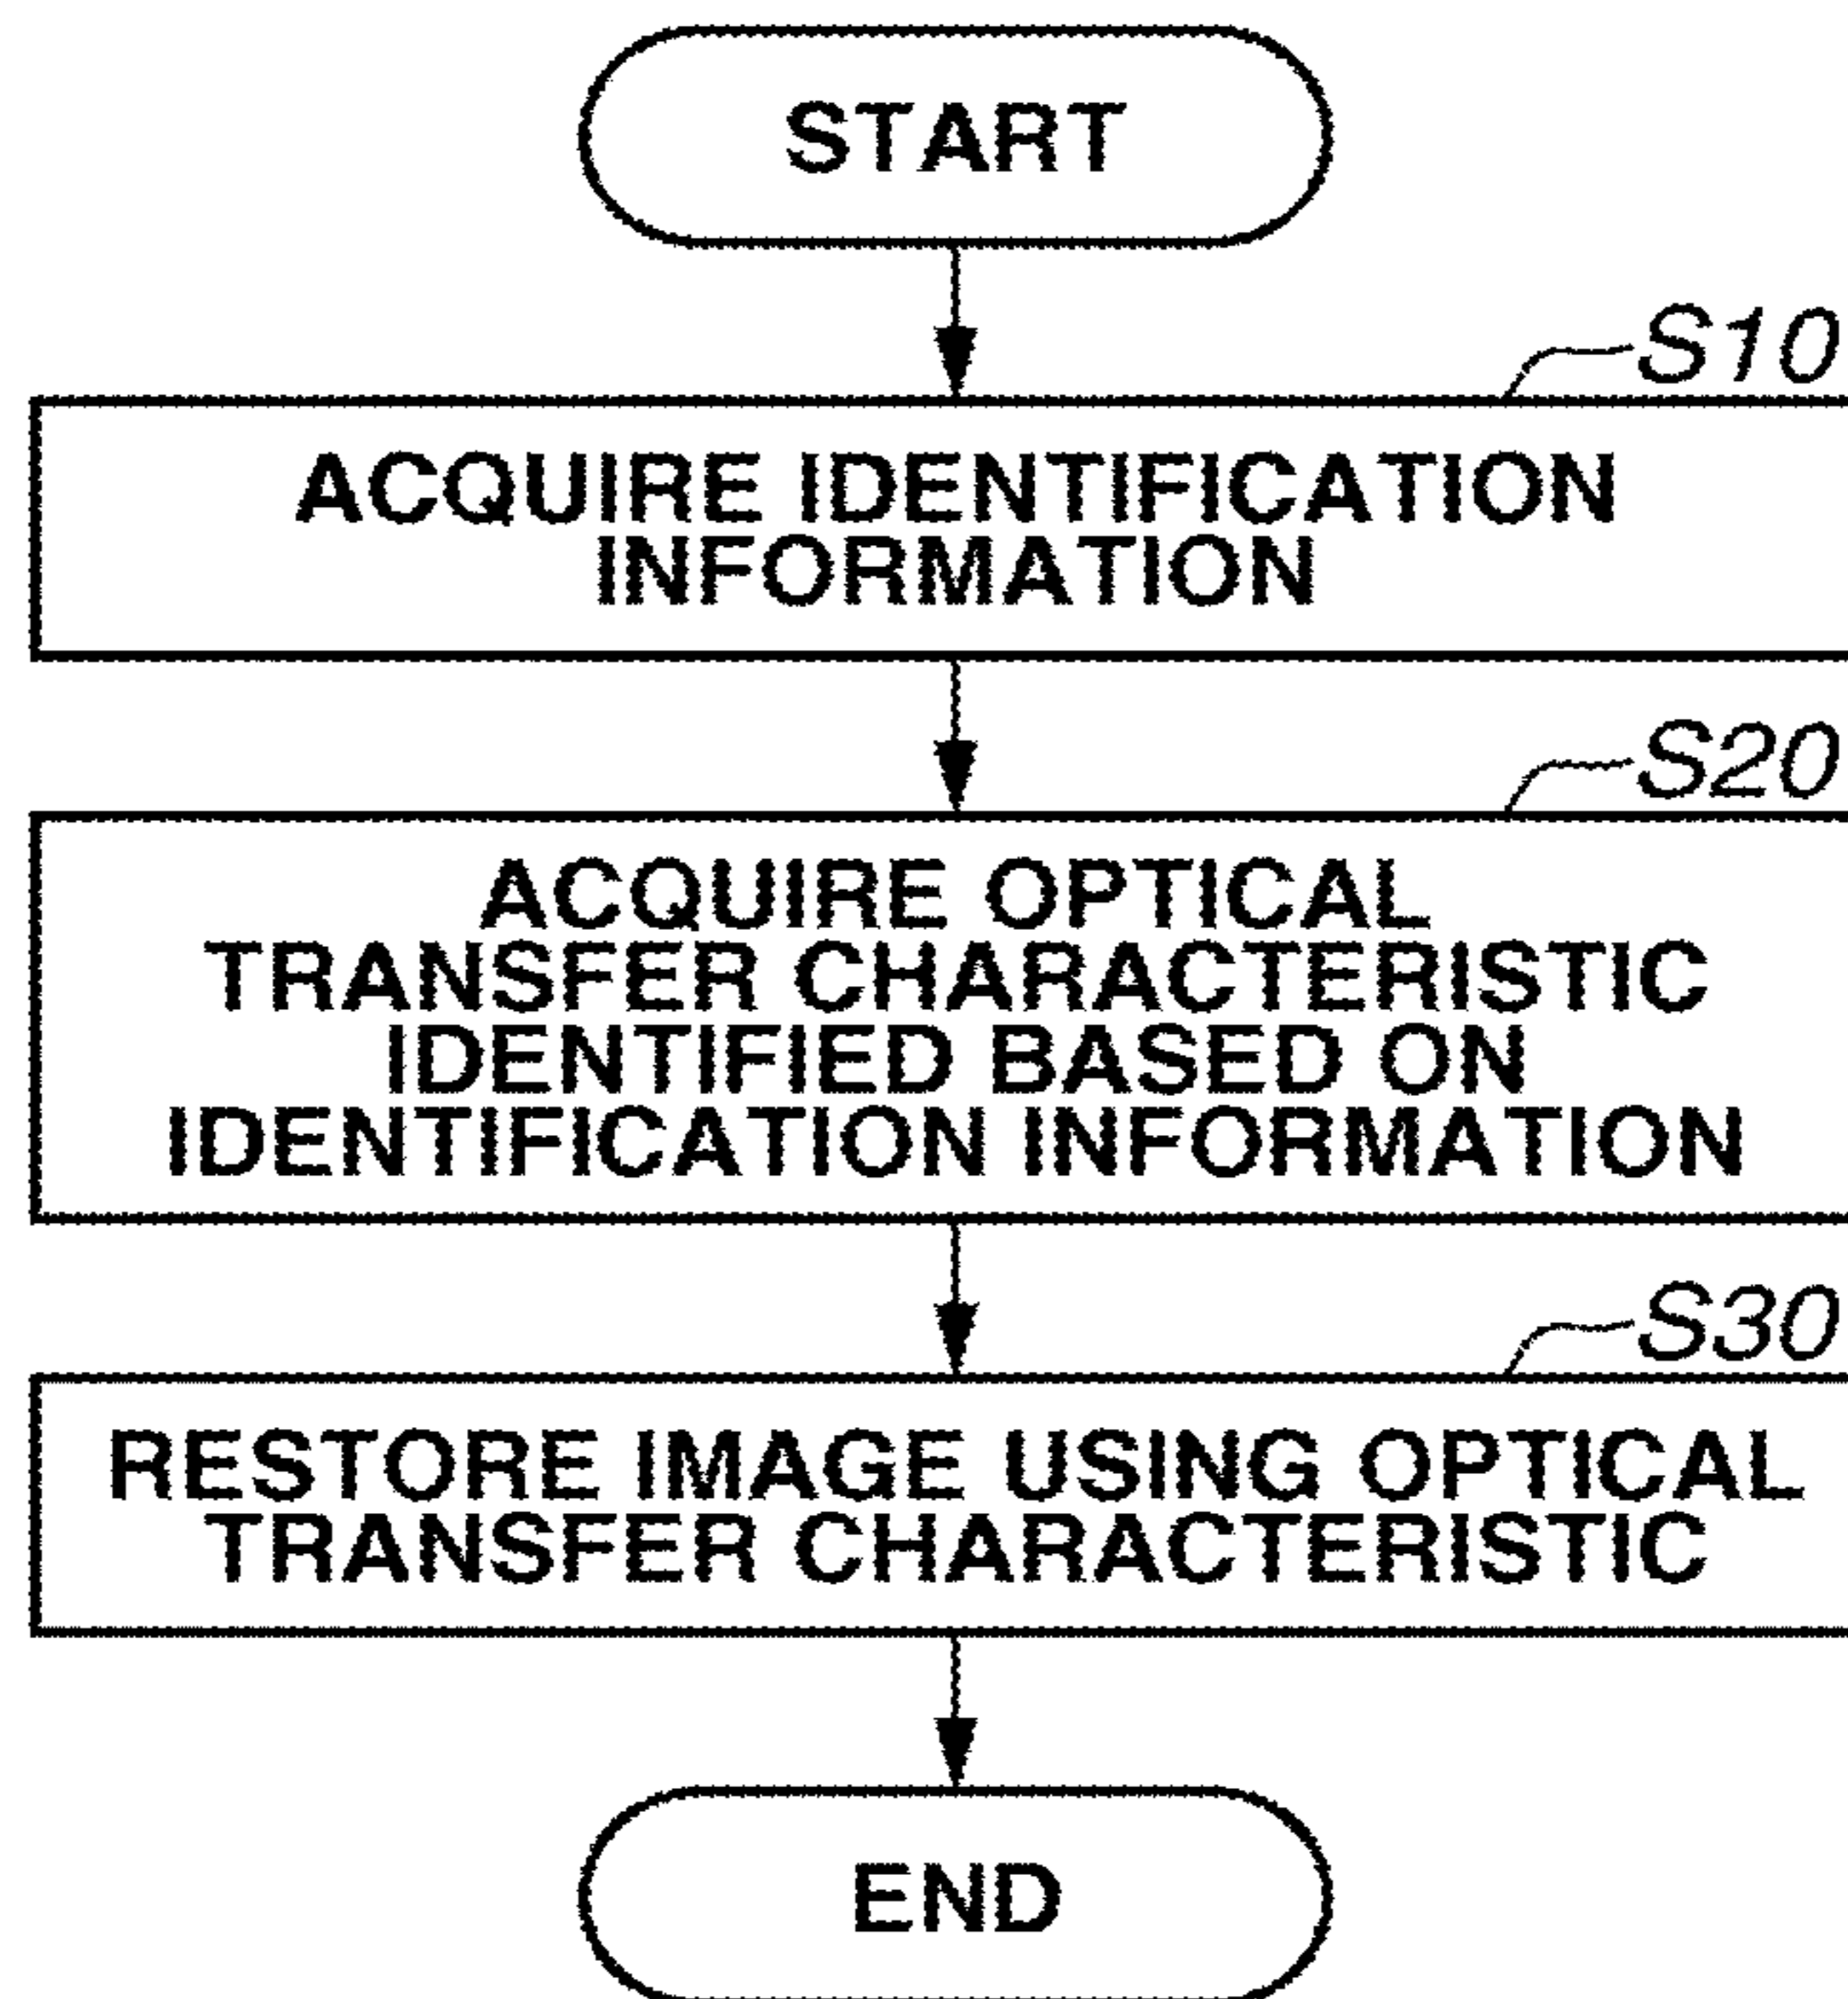 START
S10
ACQUIRE IDENTIFICATION
INFORMATION
S20
ACQUIRE OPTICAL
TRANSFER CHARACTERISTIC
IDENTIFIED BASED ON
IDENTIFICATION INFORMATION
S30
RESTORE IMAGE USING OPTICAL
TRANSFER CHARACTERISTIC
END